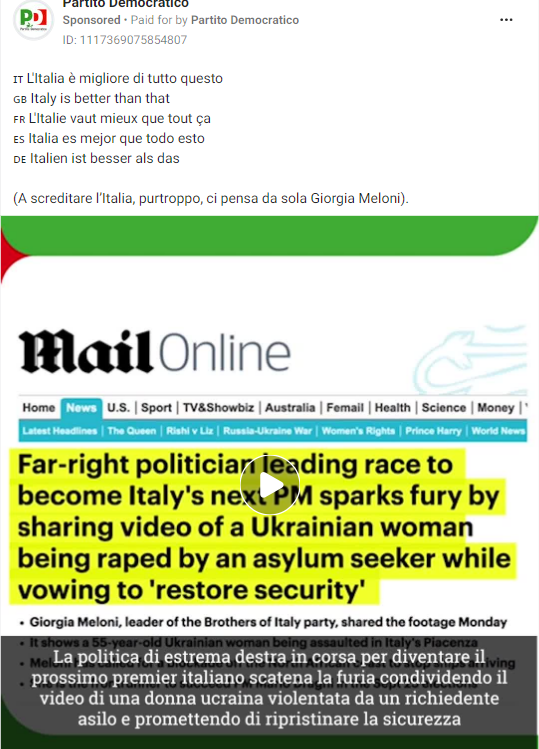 Partito Democratico
Sponsored • Paid for by Partito Democratico
ID: 1117369075854807
PD
IT L'Italia è migliore di tutto questo
GB Italy is better than that
FR L'Italie vaut mieux que tout ça
ES Italia es mejor que todo esto
DE Italien ist besser als das
(A screditare l'Italia, purtroppo, ci pensa da sola Giorgia Meloni).
Mail Online
Home | News | U.S. | Sport | TV&Showbiz | Australia | Femail | Health | Science | Money |
Latest Headlines | The Queen | Rishi v Liz | Russia-Ukraine War | Women's Rights | Prince Harry | World News
Far-right politician leading race to
become Italy's next PM sparks fury by
sharing video of a Ukrainian woman
being raped by an asylum seeker while
vowing to 'restore security'
• Giorgia Meloni, leader of the Brothers of Italy party, shared the footage Monday
• It shows a 55-year-old Ukrainian woman being assaulted in Italy's Piacenza
La politica di estrema destra in corsa per diventare il
prossimo premier italiano scatena la furia condividendo il
video di una donna ucraina violentata da un richiedente
asilo e promettendo di ripristinare la sicurezza